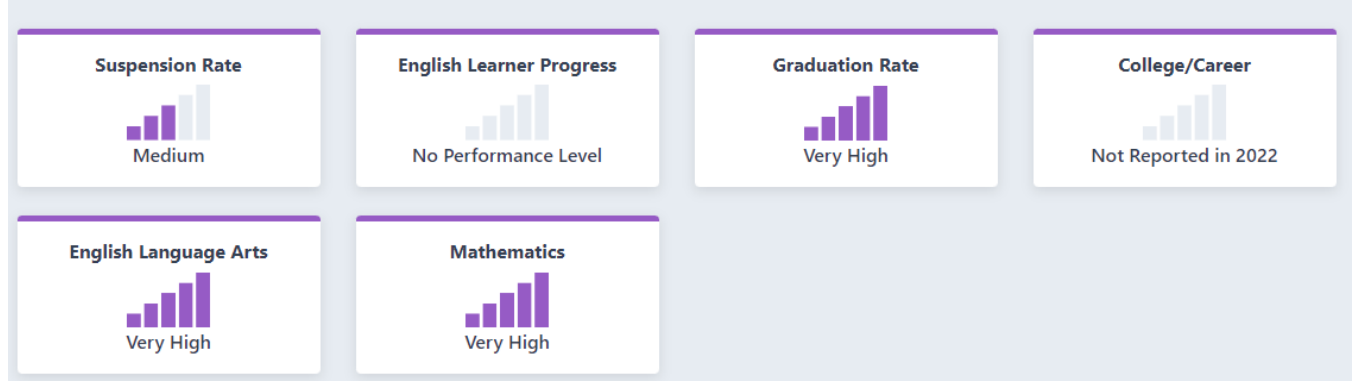 Suspension Rate
Medium
English Learner Progress
No Performance Level
Graduation Rate
Very High
College/Career
Not Reported in 2022
English Language Arts
Very High
Mathematics
Very High